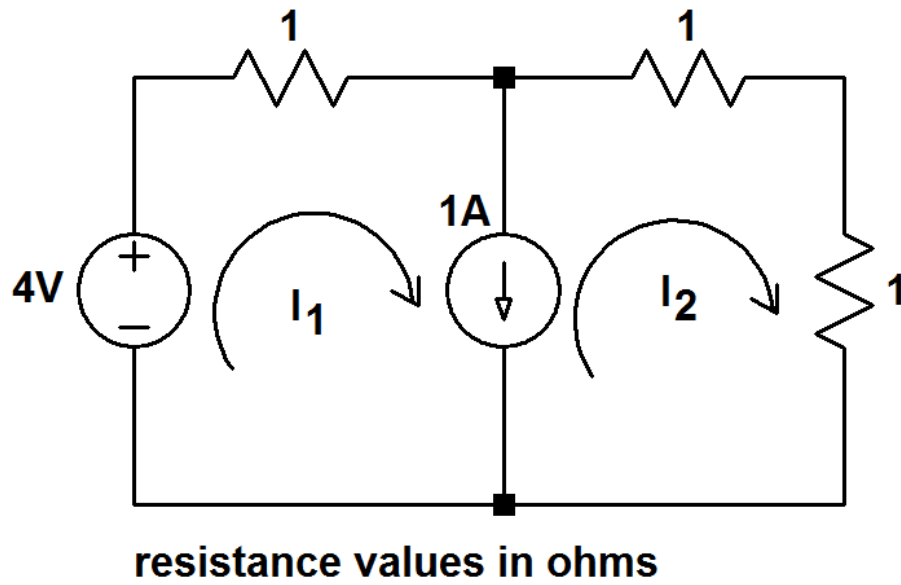 1 1
1A
4V I₁ I₂ 1
resistance values in ohms